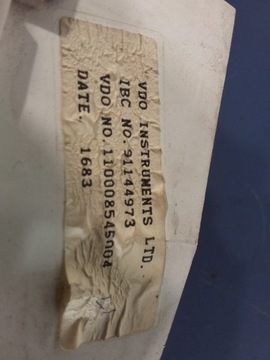 VDO INSTRUMENTS LTD.
IBC NO.91144973
VDO NO.110008545004
DATE. 1683